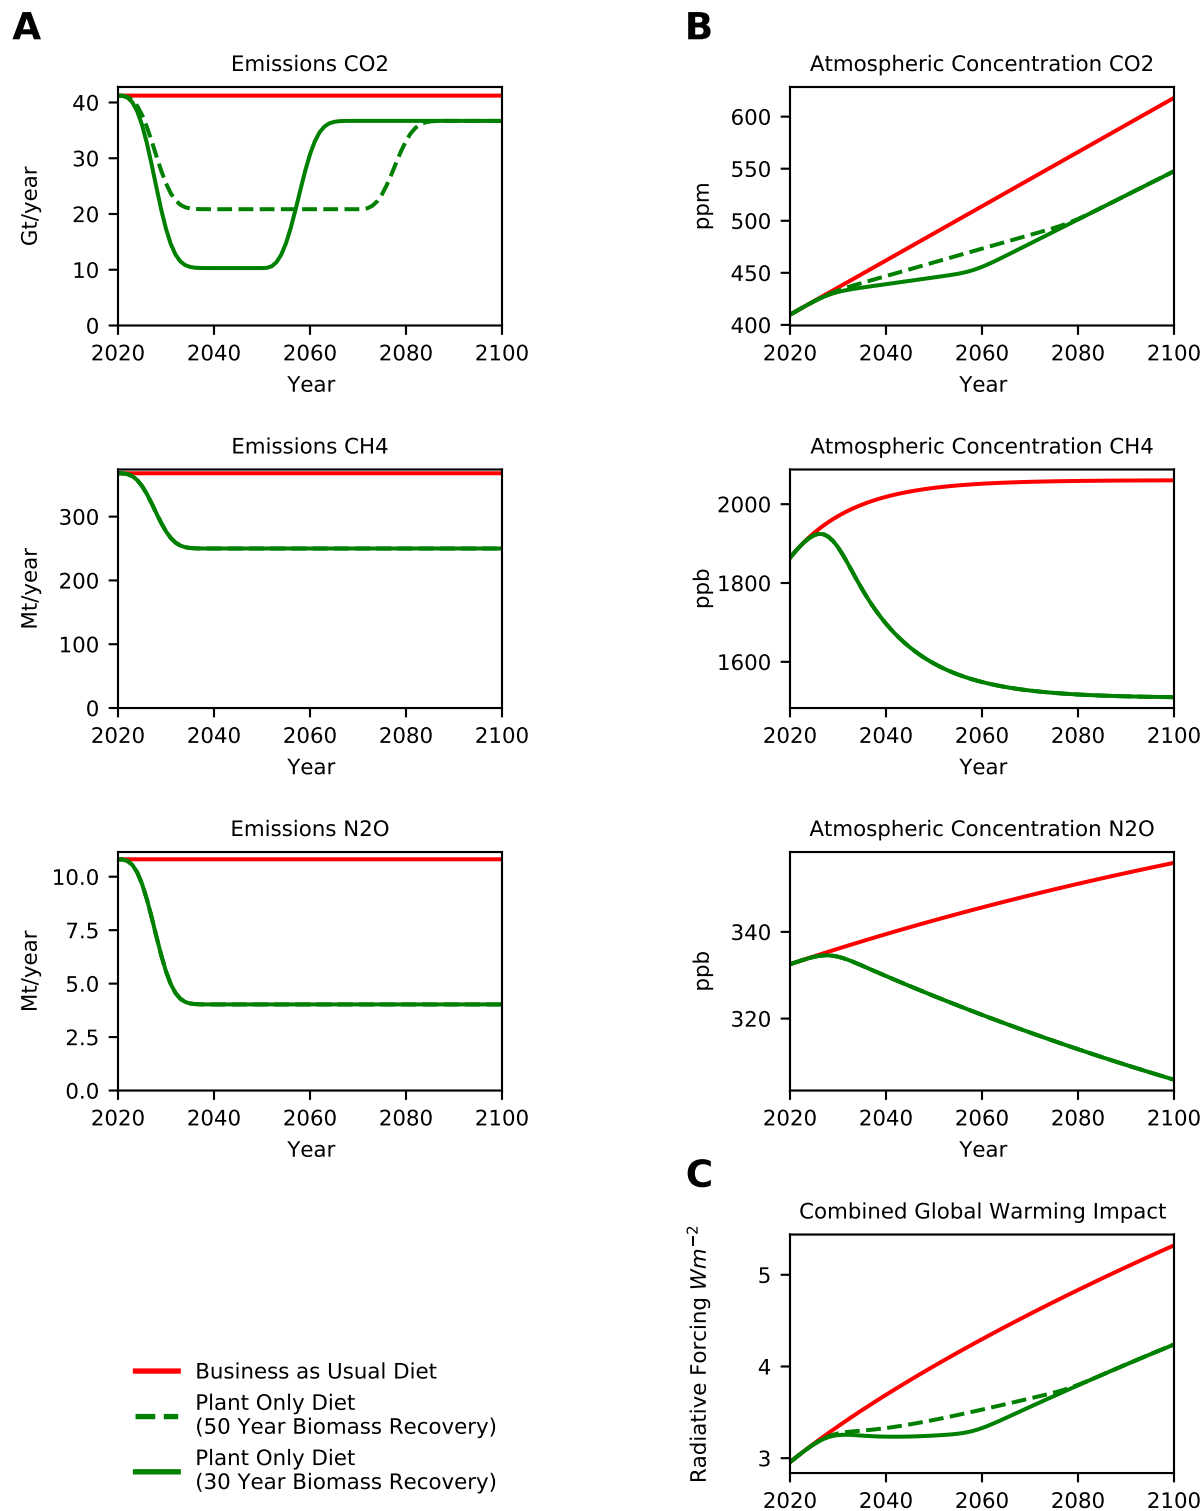 A
Emissions CO2
40
30
20
10
0
Gt/year
2020 2040 2060 2080 2100
Year
Emissions CH4
300
200
100
0
Mt/year
2020 2040 2060 2080 2100
Year
Emissions N2O
10.0
7.5
5.0
2.5
0.0
Mt/year
2020 2040 2060 2080 2100
Year
Business as Usual Diet
Plant Only Diet
(50 Year Biomass Recovery)
Plant Only Diet
(30 Year Biomass Recovery)
B
Atmospheric Concentration CO2
600
550
500
450
400
ppm
2020 2040 2060 2080 2100
Year
Atmospheric Concentration CH4
2000
1800
1600
ppb
2020 2040 2060 2080 2100
Year
Atmospheric Concentration N2O
340
320
ppb
2020 2040 2060 2080 2100
Year
C
Combined Global Warming Impact
5
4
3
Radiative Forcing Wm⁻²
2020 2040 2060 2080 2100